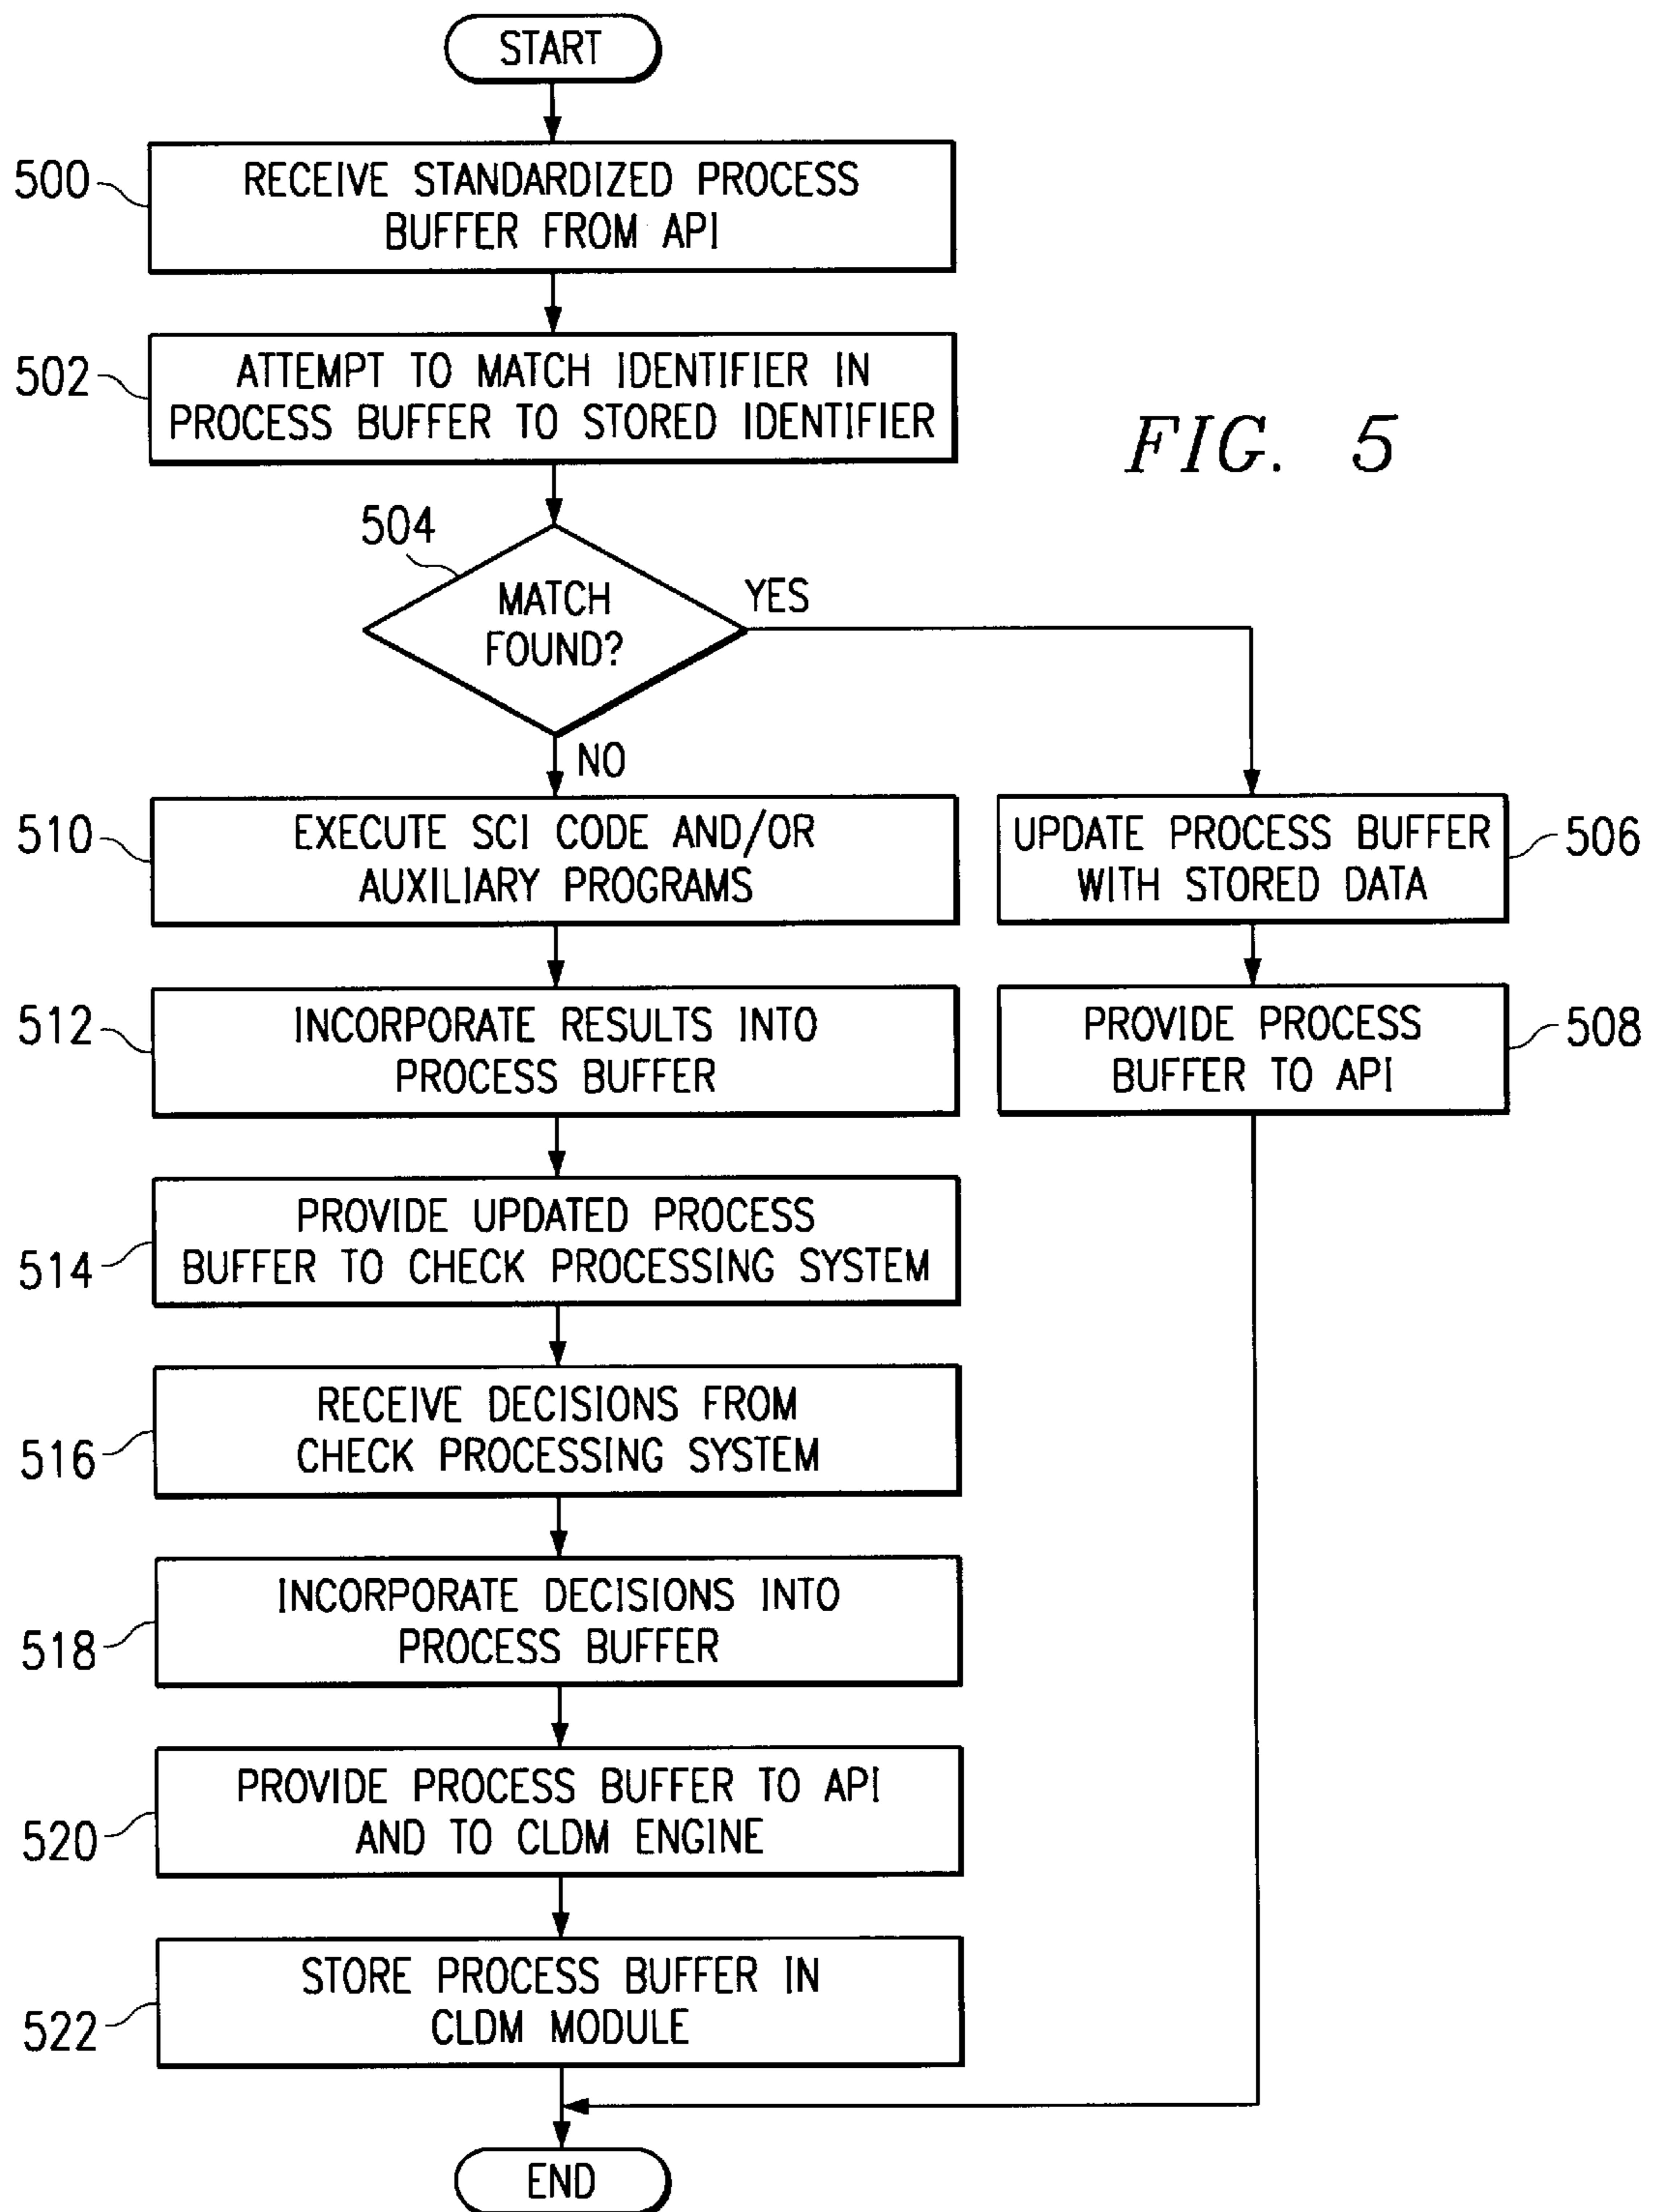 START
500
RECEIVE STANDARDIZED PROCESS
BUFFER FROM API
502
ATTEMPT TO MATCH IDENTIFIER IN
PROCESS BUFFER TO STORED IDENTIFIER
FIG. 5
504
MATCH
FOUND?
YES
NO
510
EXECUTE SCI CODE AND/OR
AUXILIARY PROGRAMS
UPDATE PROCESS BUFFER
WITH STORED DATA
506
512
INCORPORATE RESULTS INTO
PROCESS BUFFER
PROVIDE PROCESS
BUFFER TO API
508
514
PROVIDE UPDATED PROCESS
BUFFER TO CHECK PROCESSING SYSTEM
516
RECEIVE DECISIONS FROM
CHECK PROCESSING SYSTEM
518
INCORPORATE DECISIONS INTO
PROCESS BUFFER
520
PROVIDE PROCESS BUFFER TO API
AND TO CLDM ENGINE
522
STORE PROCESS BUFFER IN
CLDM MODULE
END